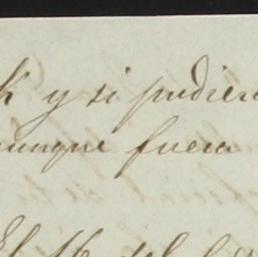 y si pudiera
aunque fuera
El 16 del